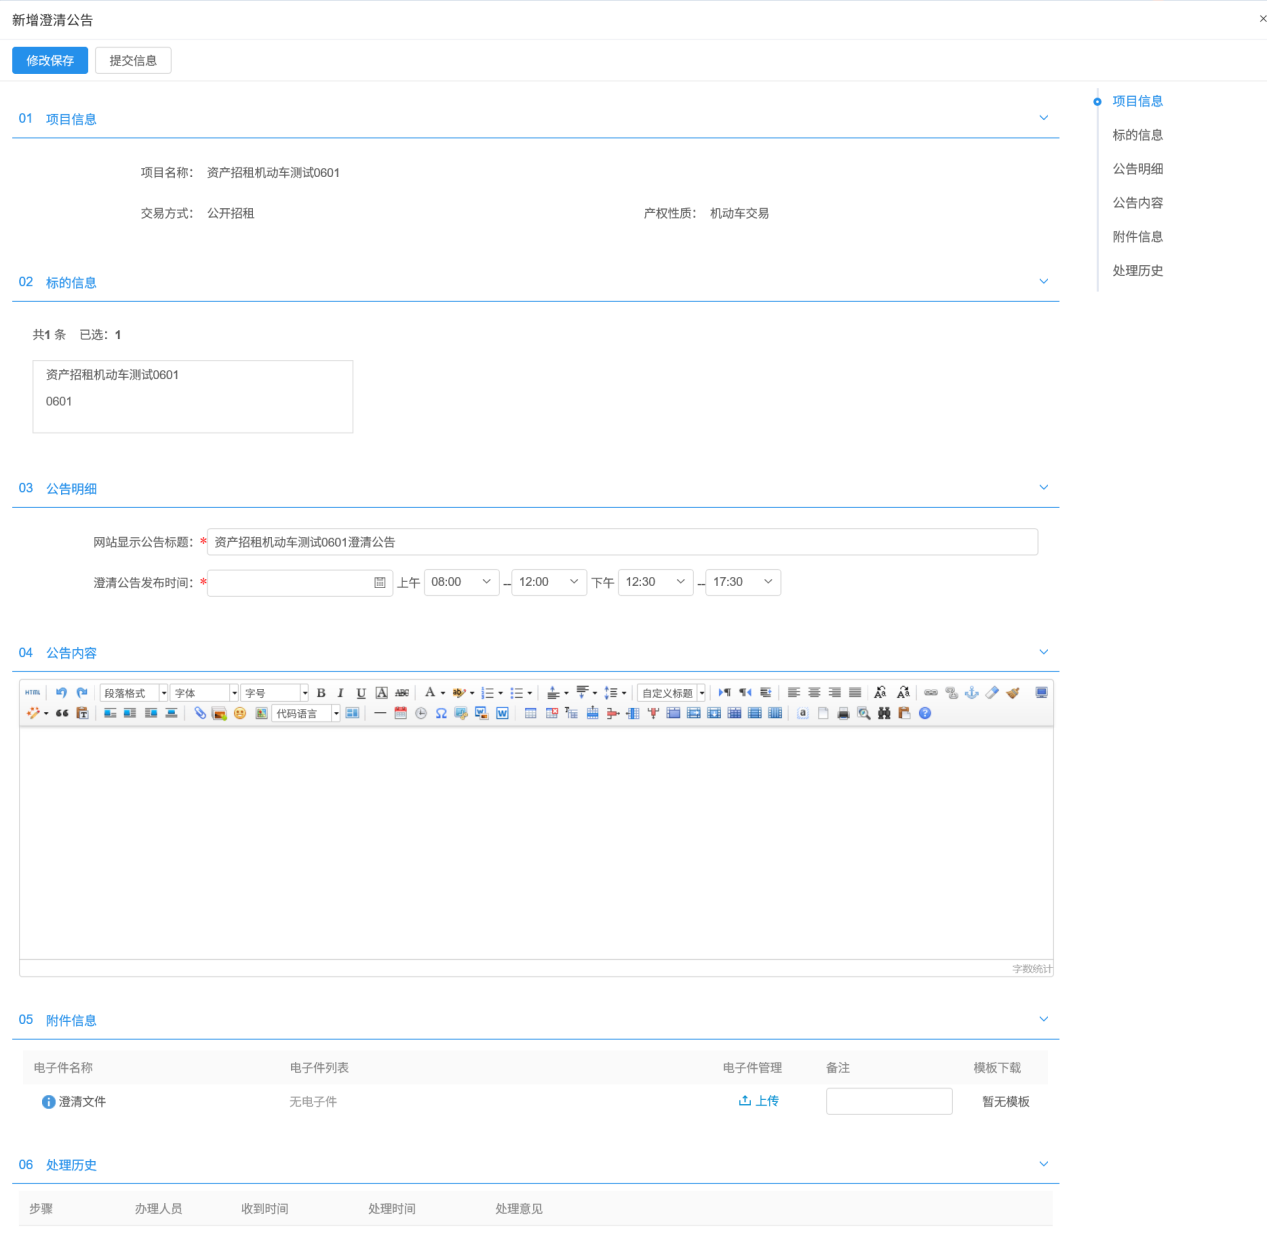 新增澄清公告
修改保存 提交信息
项目信息
标的信息
公告明细
公告内容
附件信息
处理历史
01 项目信息
项目名称： 资产招租机动车测试0601
交易方式： 公开招租 产权性质： 机动车交易
02 标的信息
共1 条 已选：1
资产招租机动车测试0601
0601
03 公告明细
网站显示公告标题：* 资产招租机动车测试0601澄清公告
澄清公告发布时间：* 上午 08:00 -- 12:00 下午 12:30 -- 17:30
04 公告内容
HTML 段落格式 字体 字号 B I U A ABC A 自定义标题
代码语言
字数统计
05 附件信息
电子件名称 电子件列表 电子件管理 备注 模板下载
澄清文件 无电子件 上传 暂无模板
06 处理历史
步骤 办理人员 收到时间 处理时间 处理意见